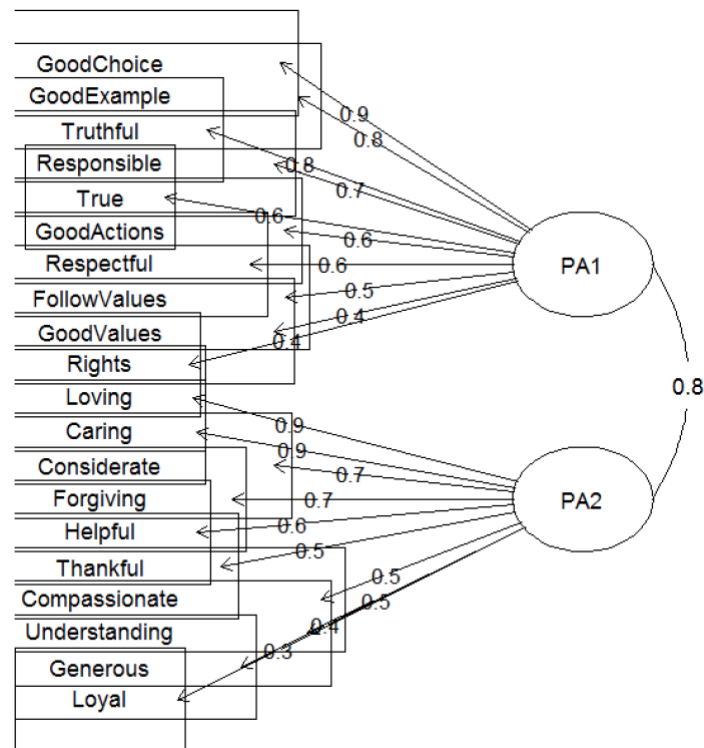 GoodChoice
GoodExample
0.9
0.8
Truthful
Responsible
0.8
0.7
True
0.6
GoodActions
0.6
Respectful
0.6
PA1
FollowValues
0.5
GoodValues
0.4
0.4
Rights
Loving
0.8
Caring
0.9
0.9
Considerate
0.7
Forgiving
0.7
PA2
Helpful
0.6
Thankful
0.5
Compassionate
0.5
0.5
Understanding
0.4
Generous
0.3
Loyal